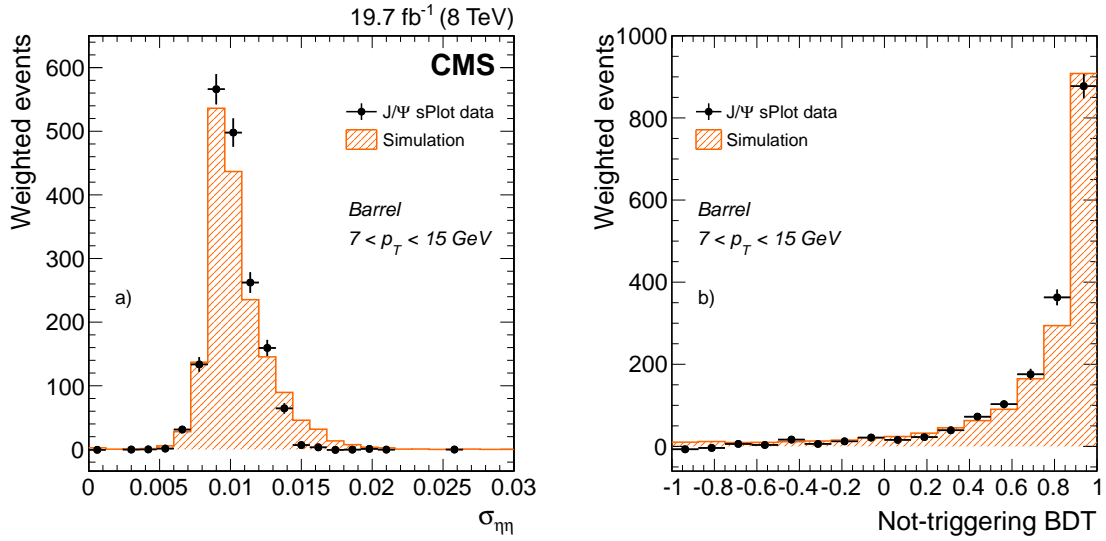 19.7 fb-1 (8 TeV)
Weighted events
600
500
400
300
200
100
0
CMS
J/Ψ sPlot data
Simulation
Barrel
7 < pT < 15 GeV
a)
0 0.005 0.01 0.015 0.02 0.025 0.03
σηη
Weighted events
1000
800
600
400
200
0
J/Ψ sPlot data
Simulation
Barrel
7 < pT < 15 GeV
b)
-1 -0.8 -0.6 -0.4 -0.2 0 0.2 0.4 0.6 0.8 1
Not-triggering BDT